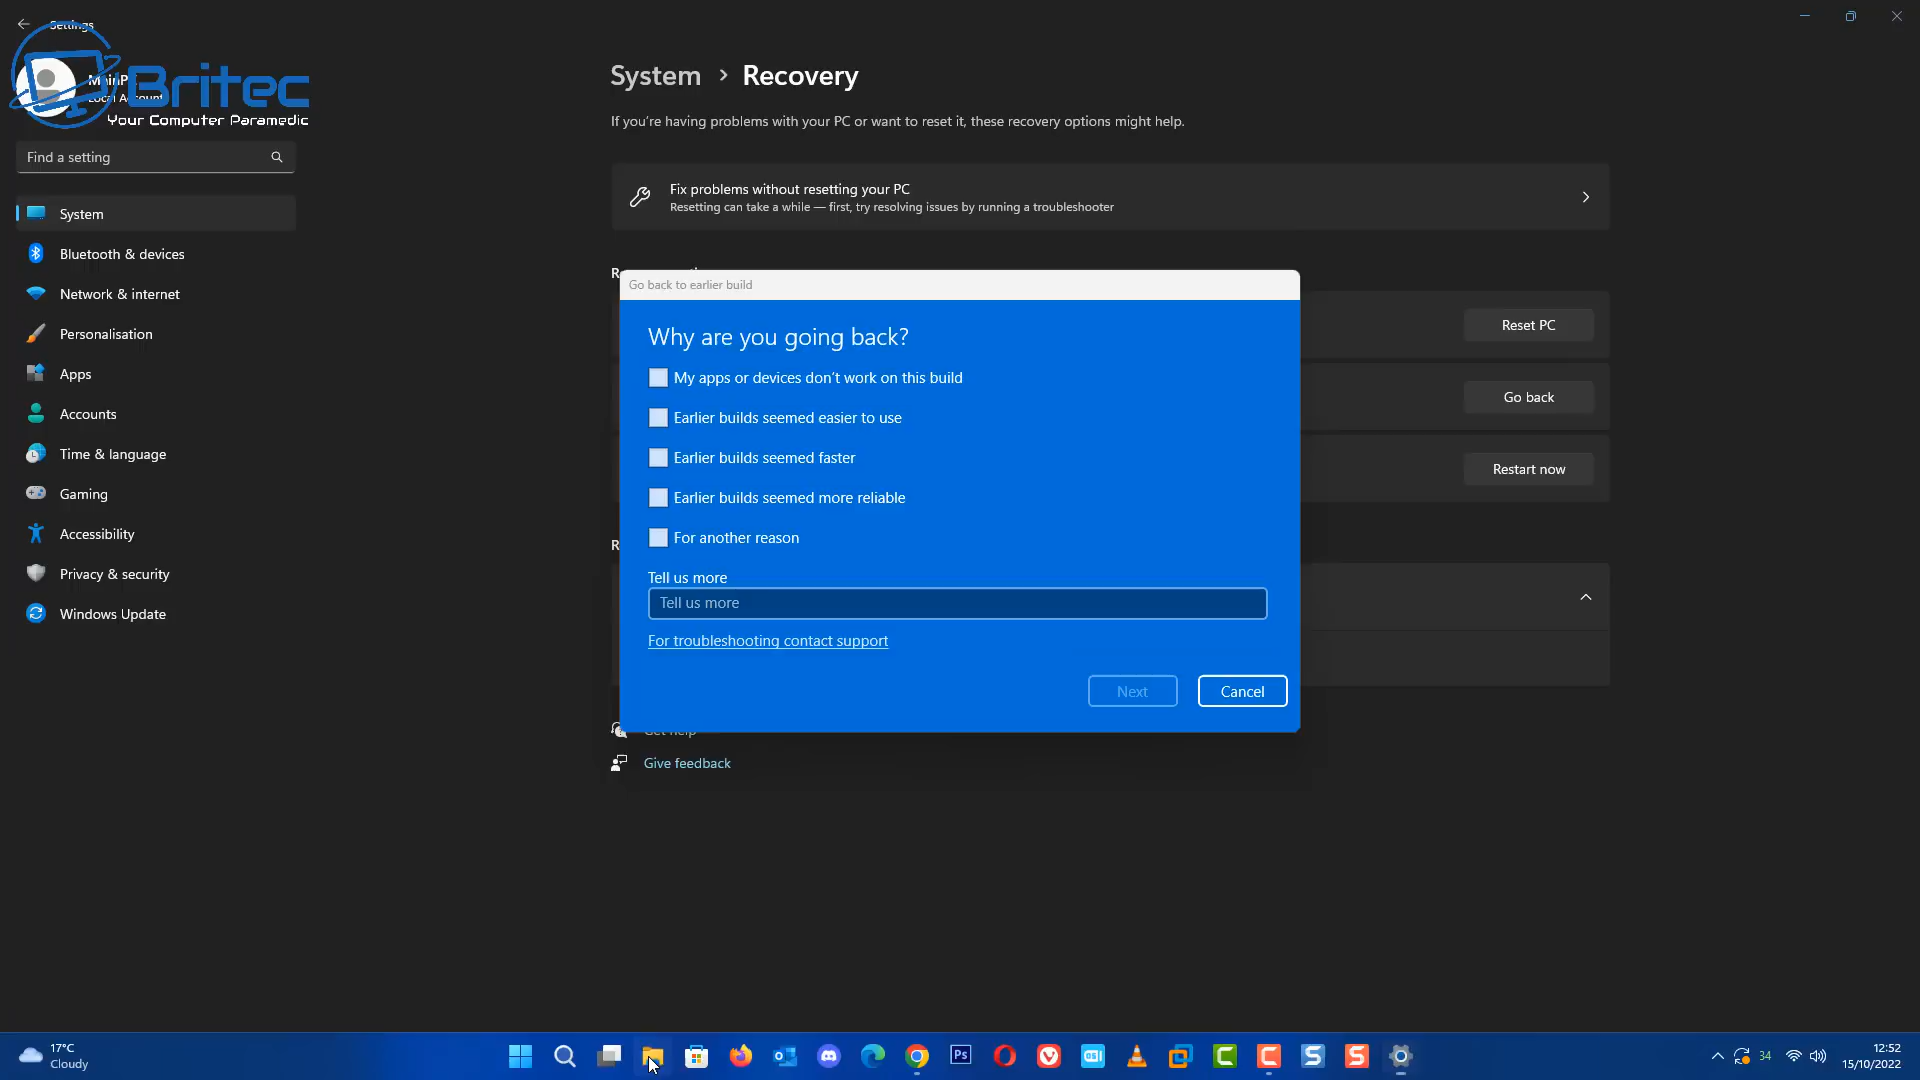 Settings
Britec
Your Computer Paramedic
Find a setting
System
Bluetooth & devices
Network & internet
Personalisation
Apps
Accounts
Time & language
Gaming
Accessibility
Privacy & security
Windows Update
System > Recovery
If you're having problems with your PC or want to reset it, these recovery options might help.
Fix problems without resetting your PC
Resetting can take a while — first, try resolving issues by running a troubleshooter
Reset PC
Go back
Restart now
Go back to earlier build
Why are you going back?
My apps or devices don't work on this build
Earlier builds seemed easier to use
Earlier builds seemed faster
Earlier builds seemed more reliable
For another reason
Tell us more
Tell us more
For troubleshooting contact support
Next
Cancel
Get help
Give feedback
17°C
Cloudy
Ps
34
12:52
15/10/2022